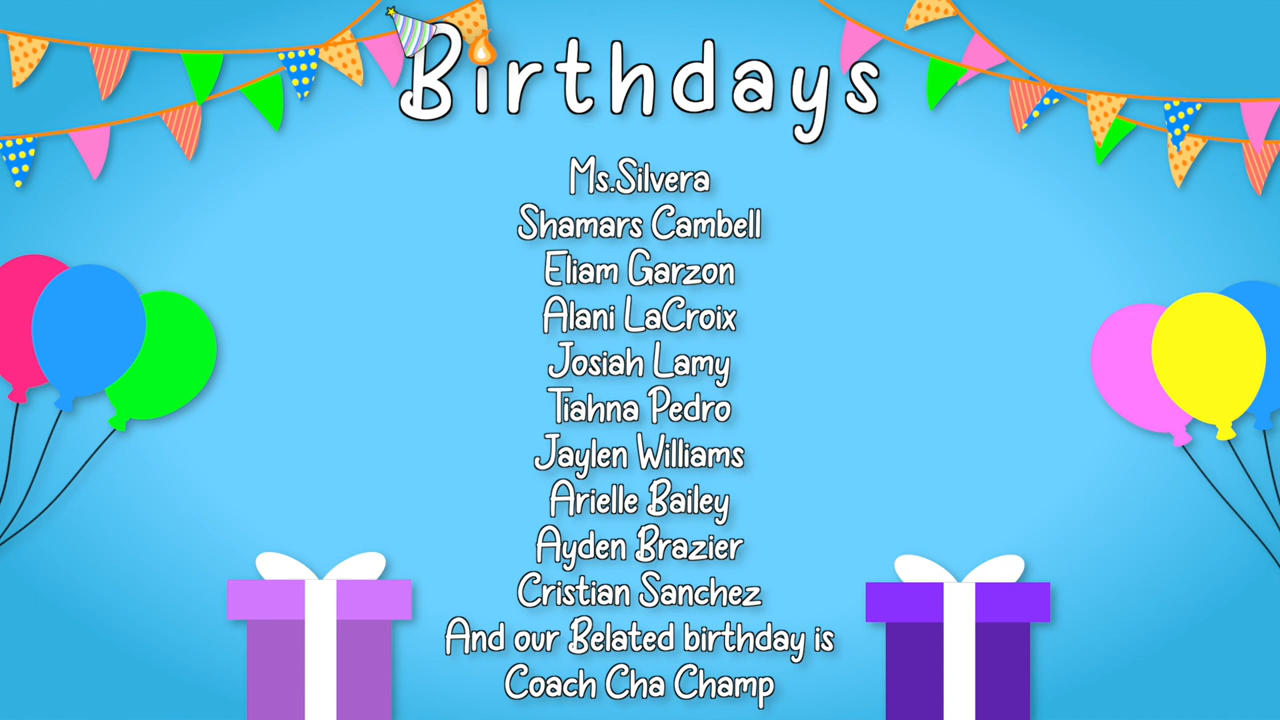 Birthdays
Ms.Silvera
Shamars Cambell
Eliam Garzon
Alani LaCroix
Josiah Lamy
Tiahna Pedro
Jaylen Williams
Arielle Bailey
Ayden Brazier
Cristian Sanchez
And our Belated birthday is
Coach Cha Champ